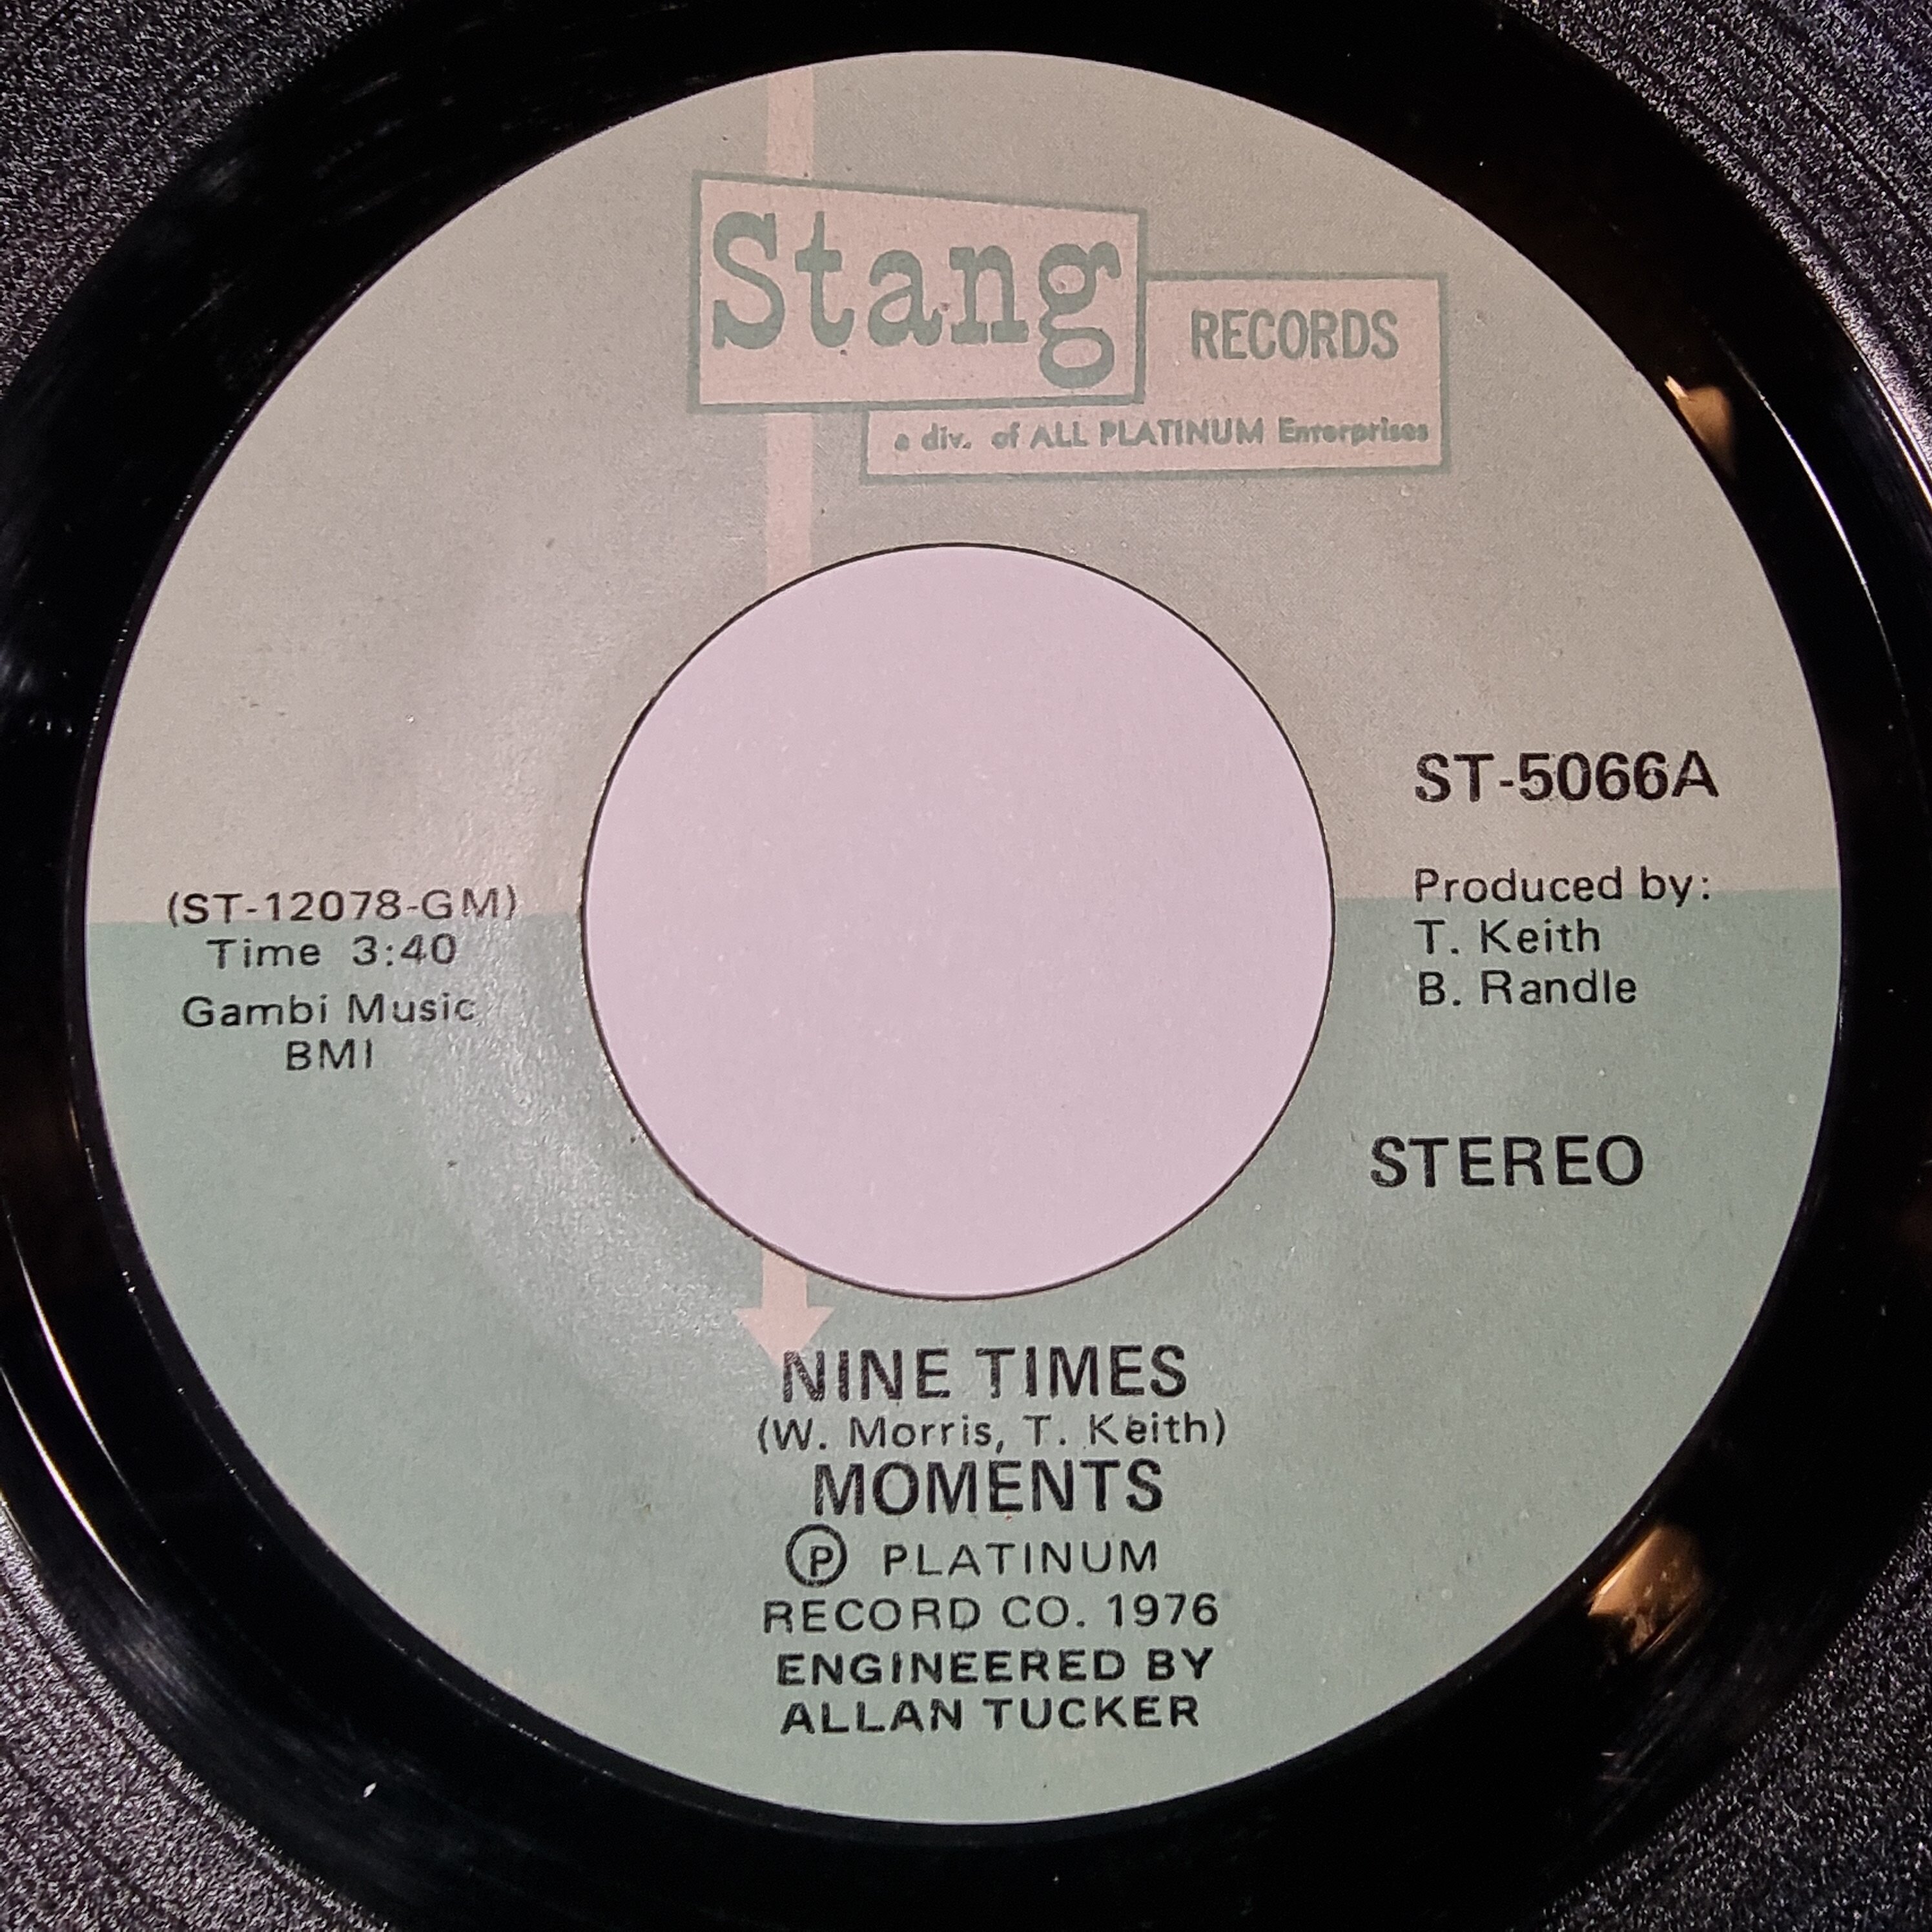 Stang
RECORDS
a div. of ALL PLATINUM Enterprises
ST-5066A
(ST-12078-GM)
Time 3:40
Gambi Music
BMI
Produced by:
T. Keith
B. Randle
STEREO
NINE TIMES
(W. Morris, T. Keith)
MOMENTS
Ⓟ PLATINUM
RECORD CO. 1976
ENGINEERED BY
ALLAN TUCKER